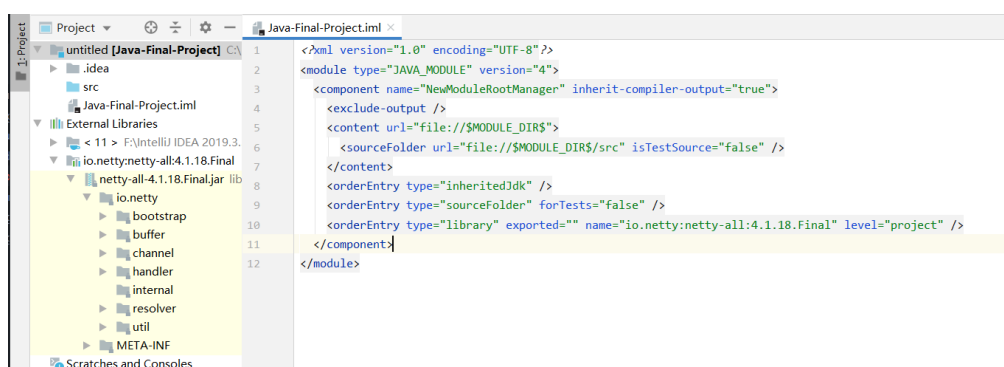 1: Project
Project
untitled [Java-Final-Project] C:\
.idea
src
Java-Final-Project.iml
External Libraries
< 11 > F:\IntelliJ IDEA 2019.3.
io.netty:netty-all:4.1.18.Final
netty-all-4.1.18.Final.jar lib
io.netty
bootstrap
buffer
channel
handler
internal
resolver
util
META-INF
Scratches and Consoles
Java-Final-Project.iml
1 <?xml version="1.0" encoding="UTF-8"?>
2 <module type="JAVA_MODULE" version="4">
3 <component name="NewModuleRootManager" inherit-compiler-output="true">
4 <exclude-output />
5 <content url="file://$MODULE_DIR$">
6 <sourceFolder url="file://$MODULE_DIR$/src" isTestSource="false" />
7 </content>
8 <orderEntry type="inheritedJdk" />
9 <orderEntry type="sourceFolder" forTests="false" />
10 <orderEntry type="library" exported="" name="io.netty:netty-all:4.1.18.Final" level="project" />
11 </component>
12 </module>